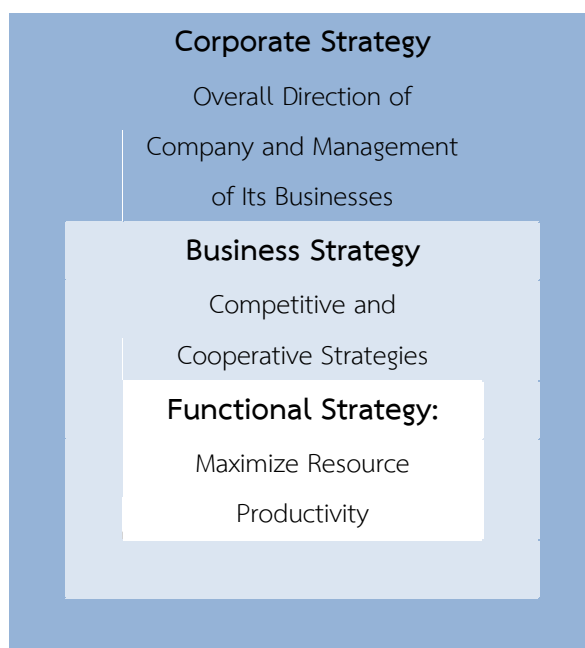 Corporate Strategy
Overall Direction of
Company and Management
of Its Businesses
Business Strategy
Competitive and
Cooperative Strategies
Functional Strategy:
Maximize Resource
Productivity